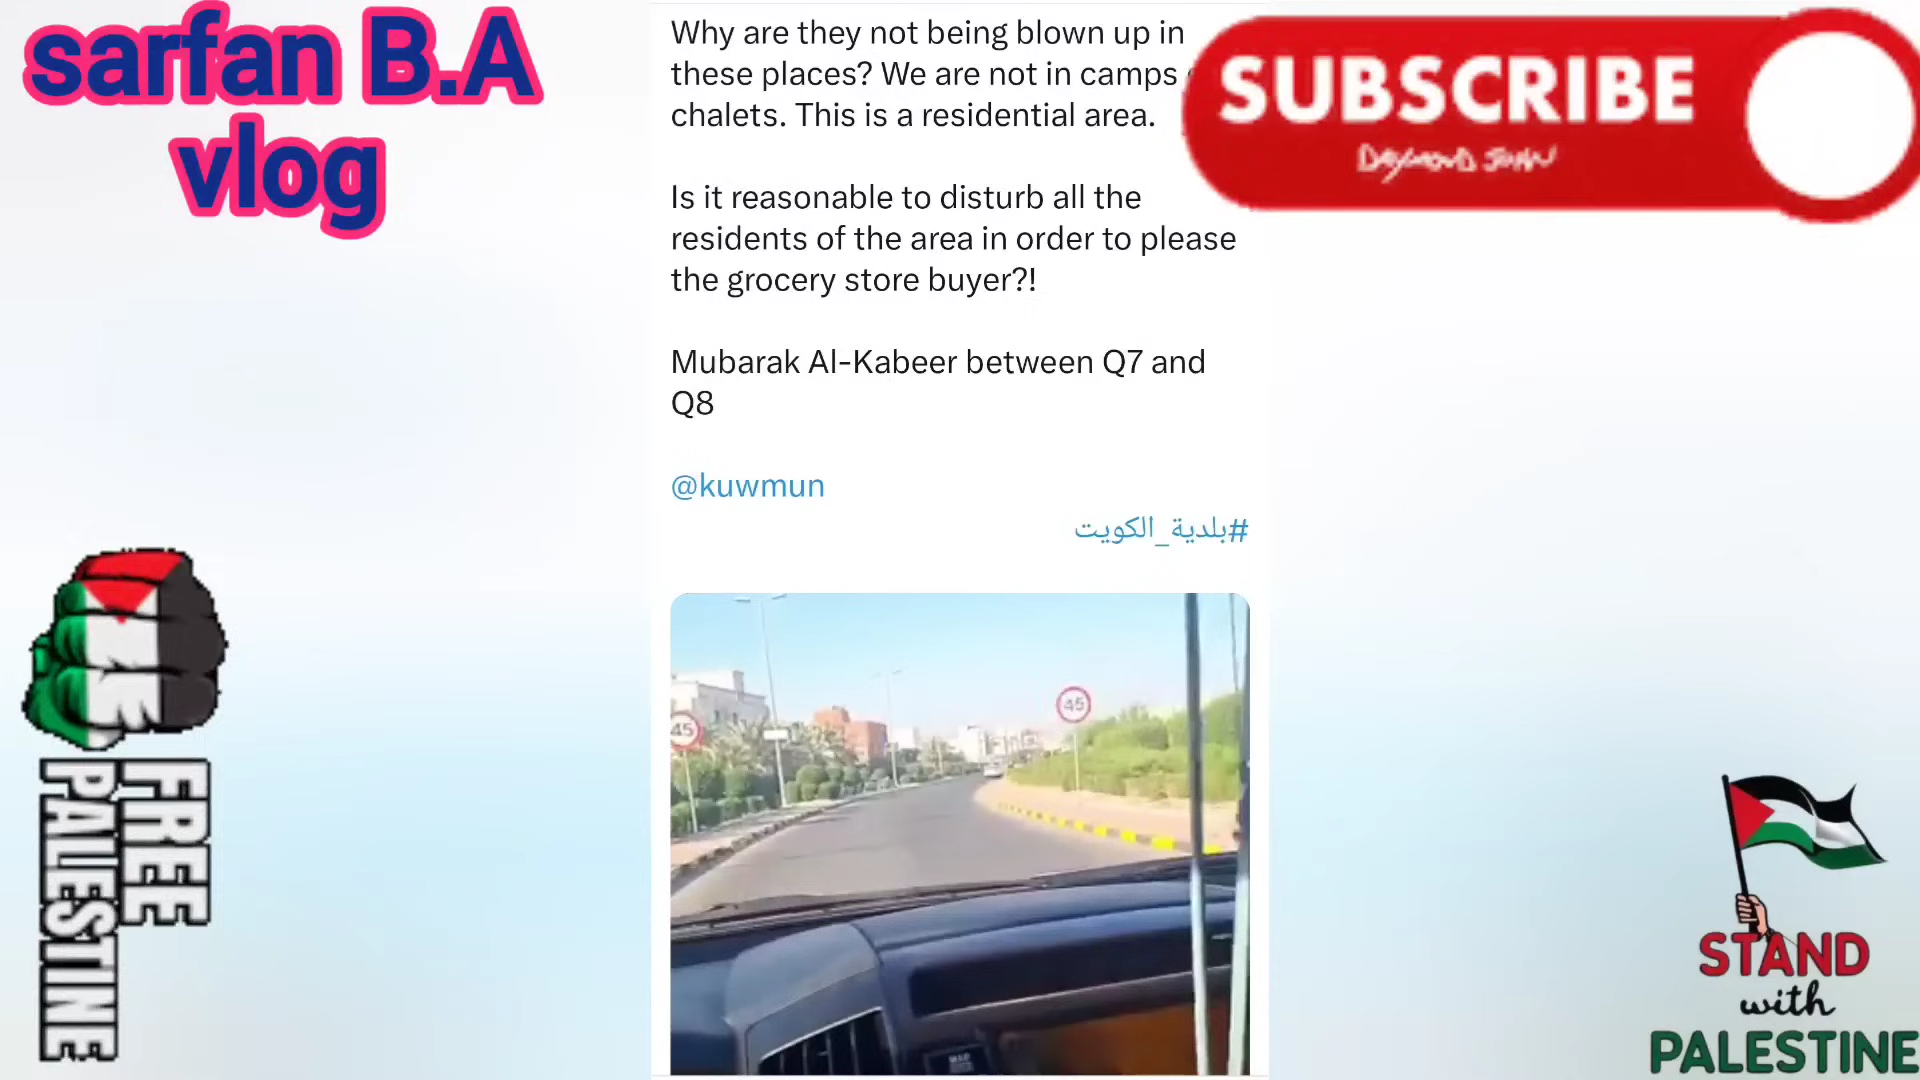 sarfan B.A
vlog
Why are they not being blown up in
these places? We are not in camps
chalets. This is a residential area.
Is it reasonable to disturb all the
residents of the area in order to please
the grocery store buyer?!
Mubarak Al-Kabeer between Q7 and
Q8
@kuwmun
#بلدية_الكويت
SUBSCRIBE
DAYMOND JOHN
45
45
FREE
PALESTINE
STAND
with
PALESTINE